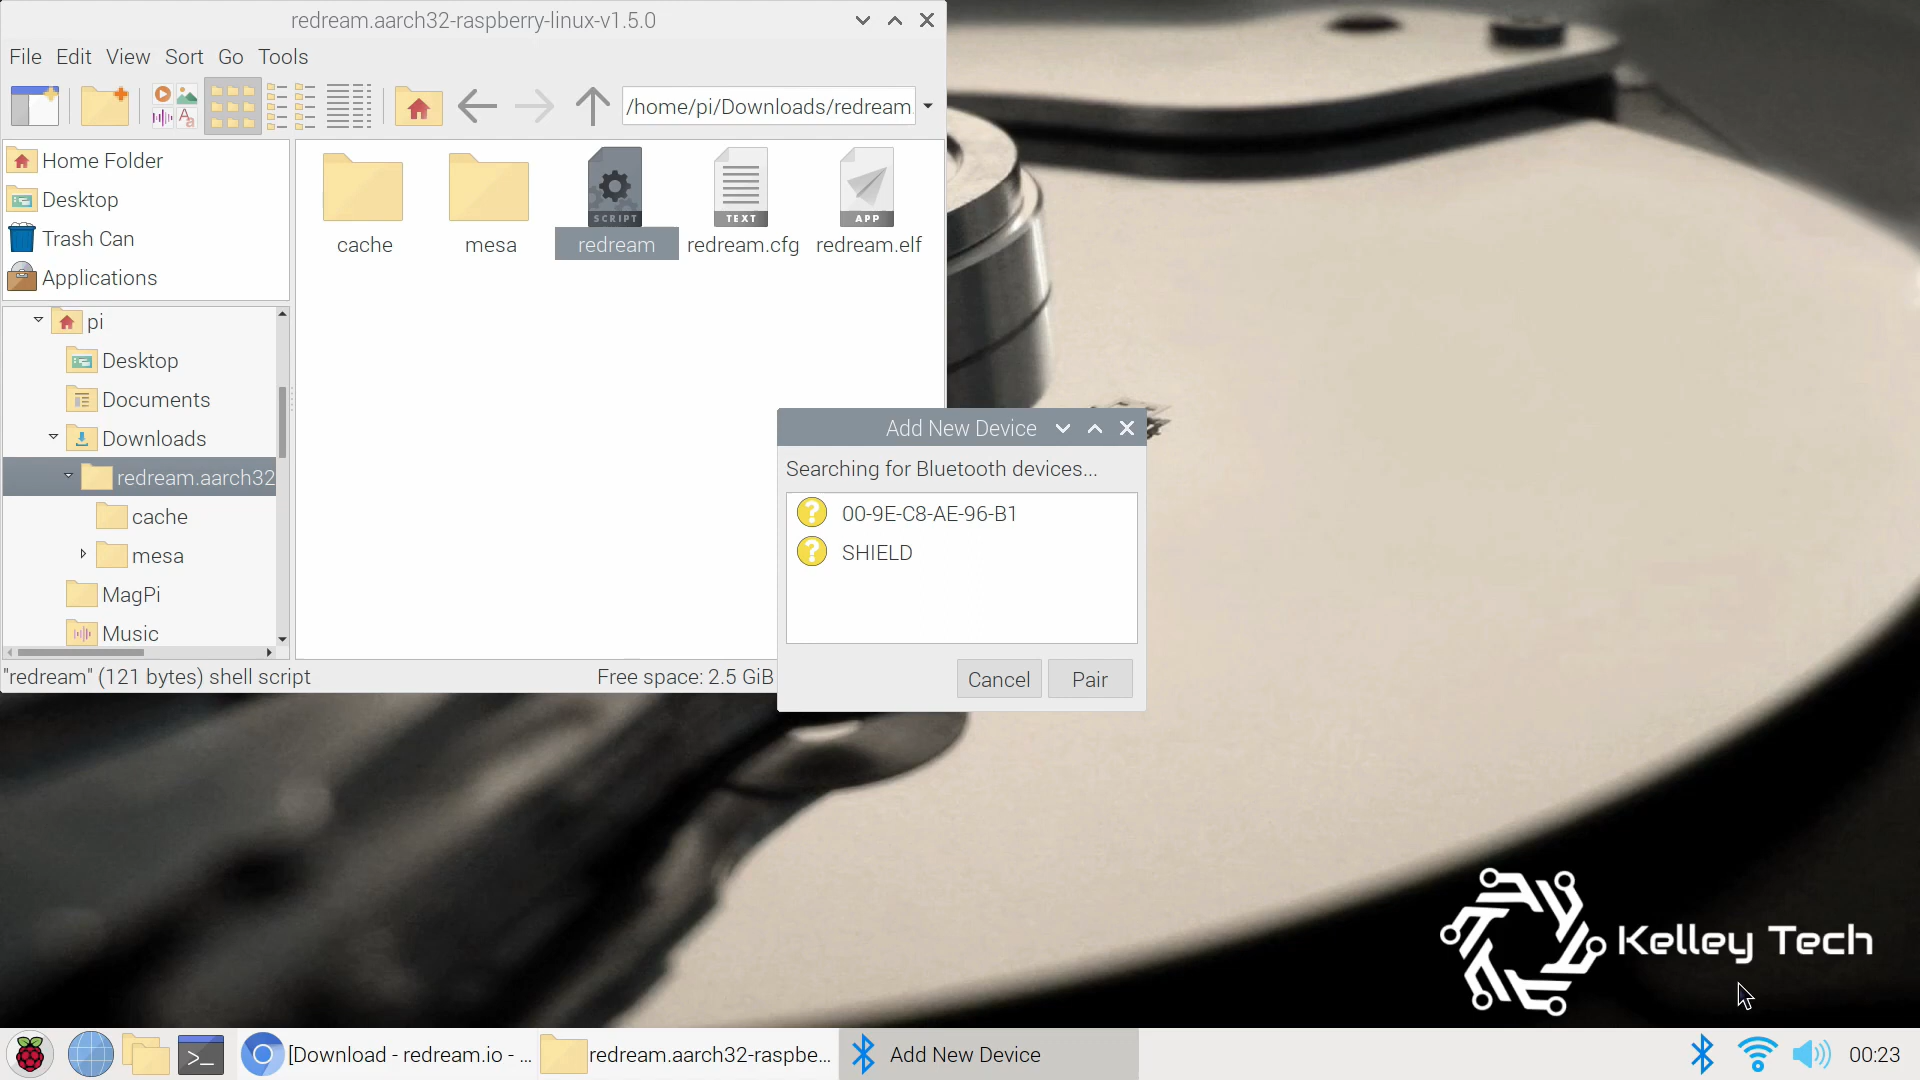 redream.aarch32-raspberry-linux-v1.5.0
File Edit View Sort Go Tools
/home/pi/Downloads/redream.
Home Folder
Desktop
Trash Can
Applications
SCRIPT
TEXT
APP
cache
mesa
redream
redream.cfg
redream.elf
pi
Desktop
Documents
Downloads
redream.aarch32
cache
mesa
MagPi
Music
"redream" (121 bytes) shell script
Free space: 2.5 GiB
Add New Device
Searching for Bluetooth devices...
00-9E-C8-AE-96-B1
SHIELD
Cancel
Pair
Kelley Tech
[Download - redream.io - ...
redream.aarch32-raspbe...
Add New Device
00:23